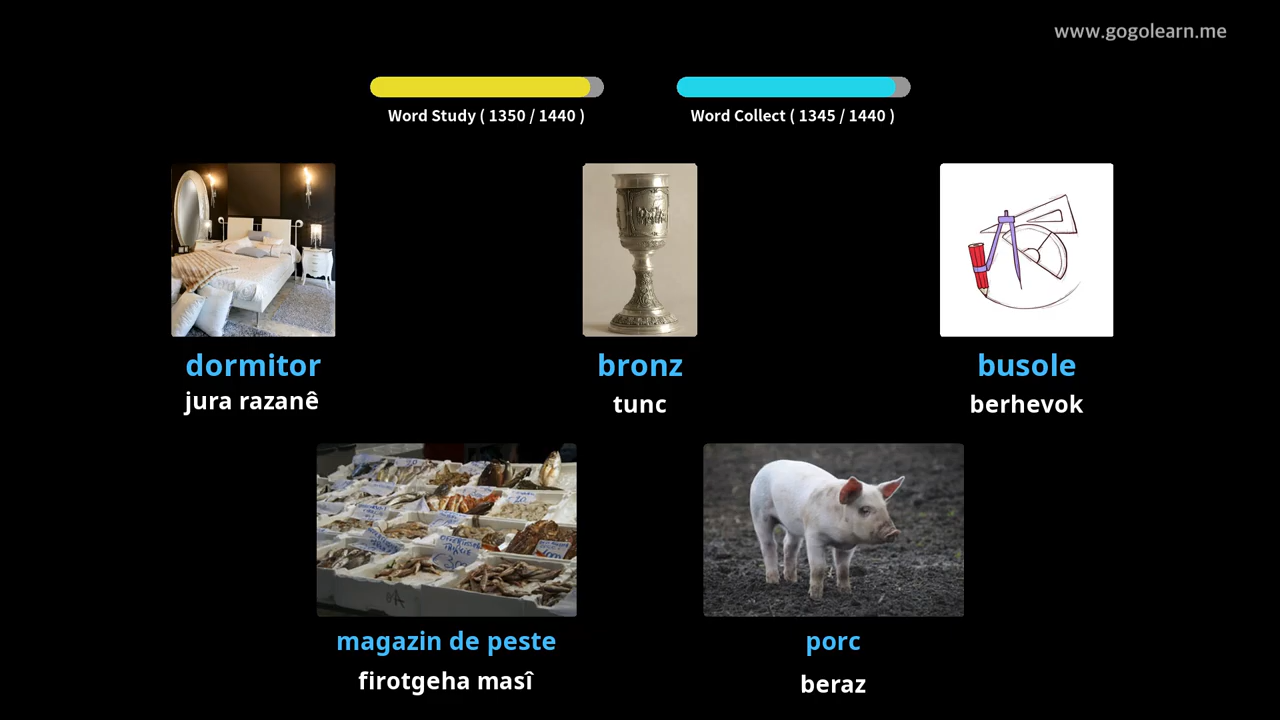 www.gogolearn.me
Word Study ( 1350 / 1440 )
Word Collect ( 1345 / 1440 )
dormitor
jura razanê
bronz
tunc
busole
berhevok
magazin de peste
firotgeha masî
porc
beraz